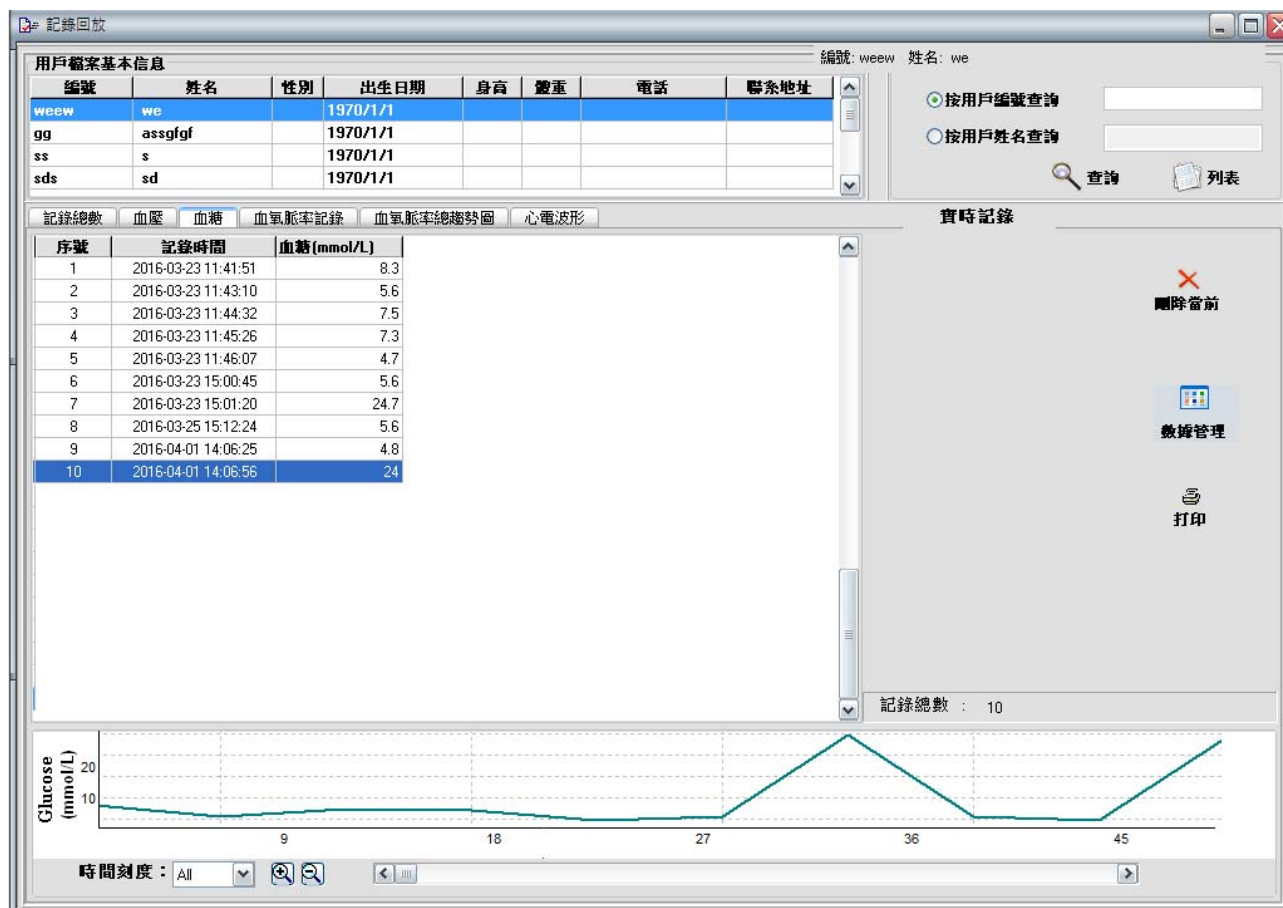 記錄回放
用戶檔案基本信息
編號: weew 姓名: we
編號 姓名 性別 出生日期 身高 體重 電話 聯系地址
weew we 1970/1/1
gg assgfgf 1970/1/1
ss s 1970/1/1
sds sd 1970/1/1
按用戶編號查詢
按用戶姓名查詢
查詢 列表
記錄總數 血壓 血糖 血氧脈率記錄 血氧脈率總趨勢圖 心電波形
實時記錄
序號 記錄時間 血糖(mmol/L)
1 2016-03-23 11:41:51 8.3
2 2016-03-23 11:43:10 5.6
3 2016-03-23 11:44:32 7.5
4 2016-03-23 11:45:26 7.3
5 2016-03-23 11:46:07 4.7
6 2016-03-23 15:00:45 5.6
7 2016-03-23 15:01:20 24.7
8 2016-03-25 15:12:24 5.6
9 2016-04-01 14:06:25 4.8
10 2016-04-01 14:06:56 24
刪除當前
數據管理
打印
記錄總數 : 10
Glucose
(mmol/L)
20
10
9 18 27 36 45
時間刻度：All